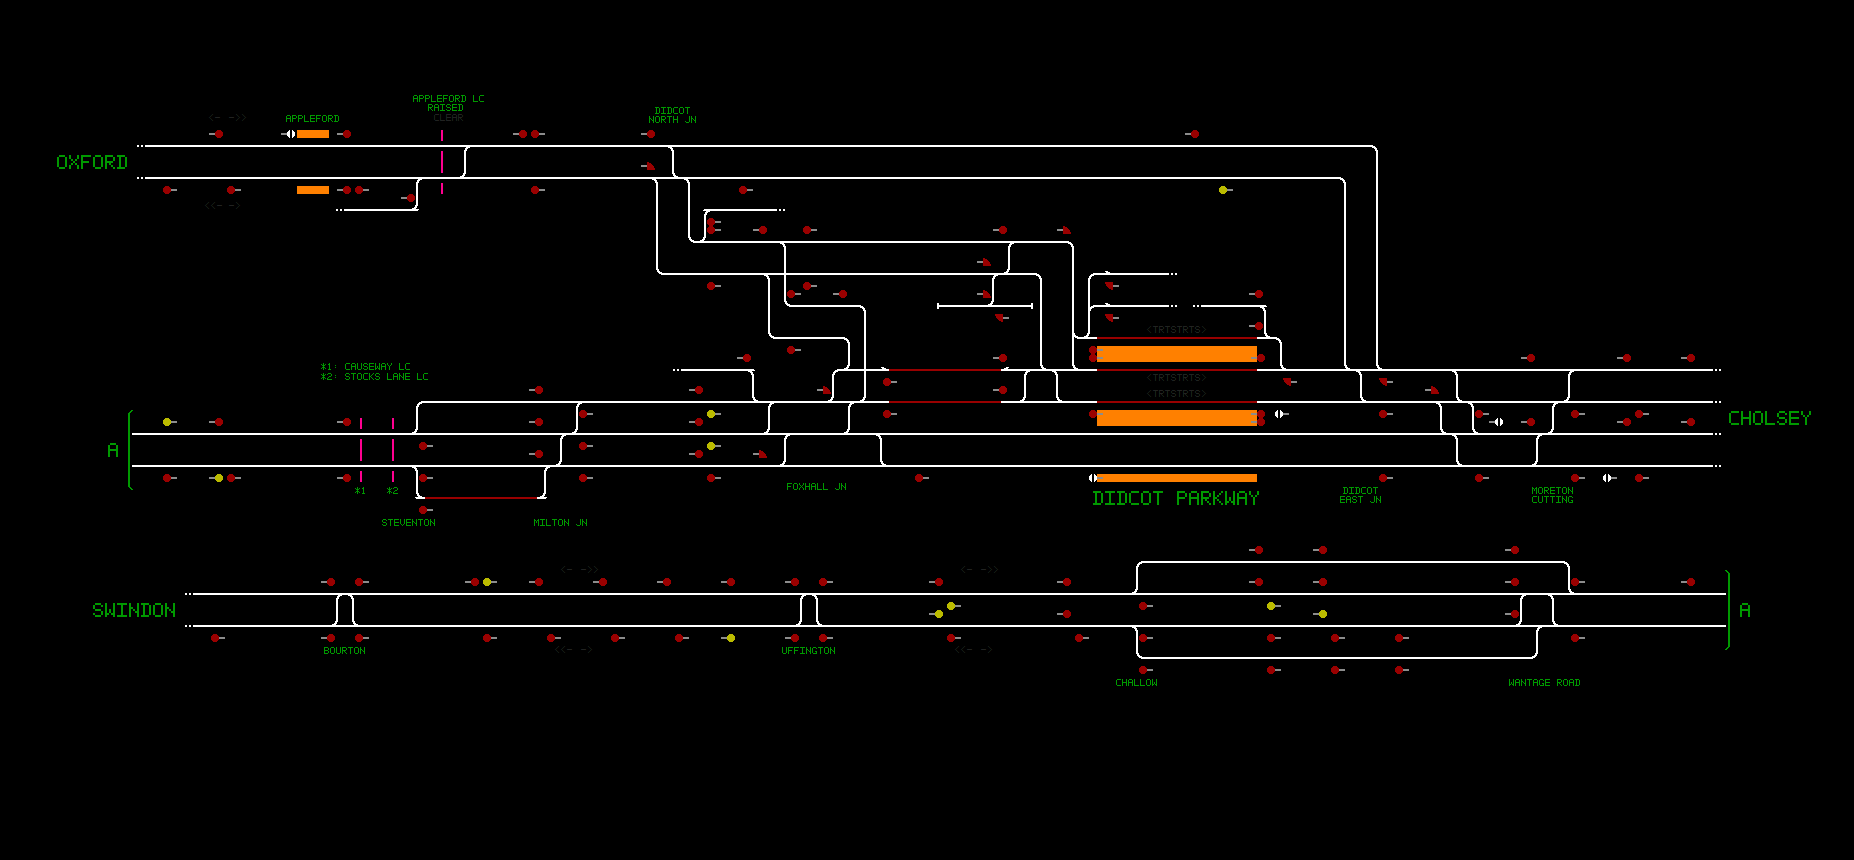 APPLEFORD LC
RAISED
CLEAR
<- ->>
APPLEFORD
DIDCOT
NORTH JN
OXFORD
<<- ->
<TRTSTRTS>
*1: CAUSEWAY LC
*2: STOCKS LANE LC
<TRTSTRTS>
<TRTSTRTS>
A
CHOLSEY
*1
*2
FOXHALL JN
DIDCOT PARKWAY
DIDCOT
EAST JN
MORETON
CUTTING
STEVENTON
MILTON JN
<- ->>
<- ->>
SWINDON
A
BOURTON
<<- ->
UFFINGTON
<<- ->
CHALLOW
WANTAGE ROAD